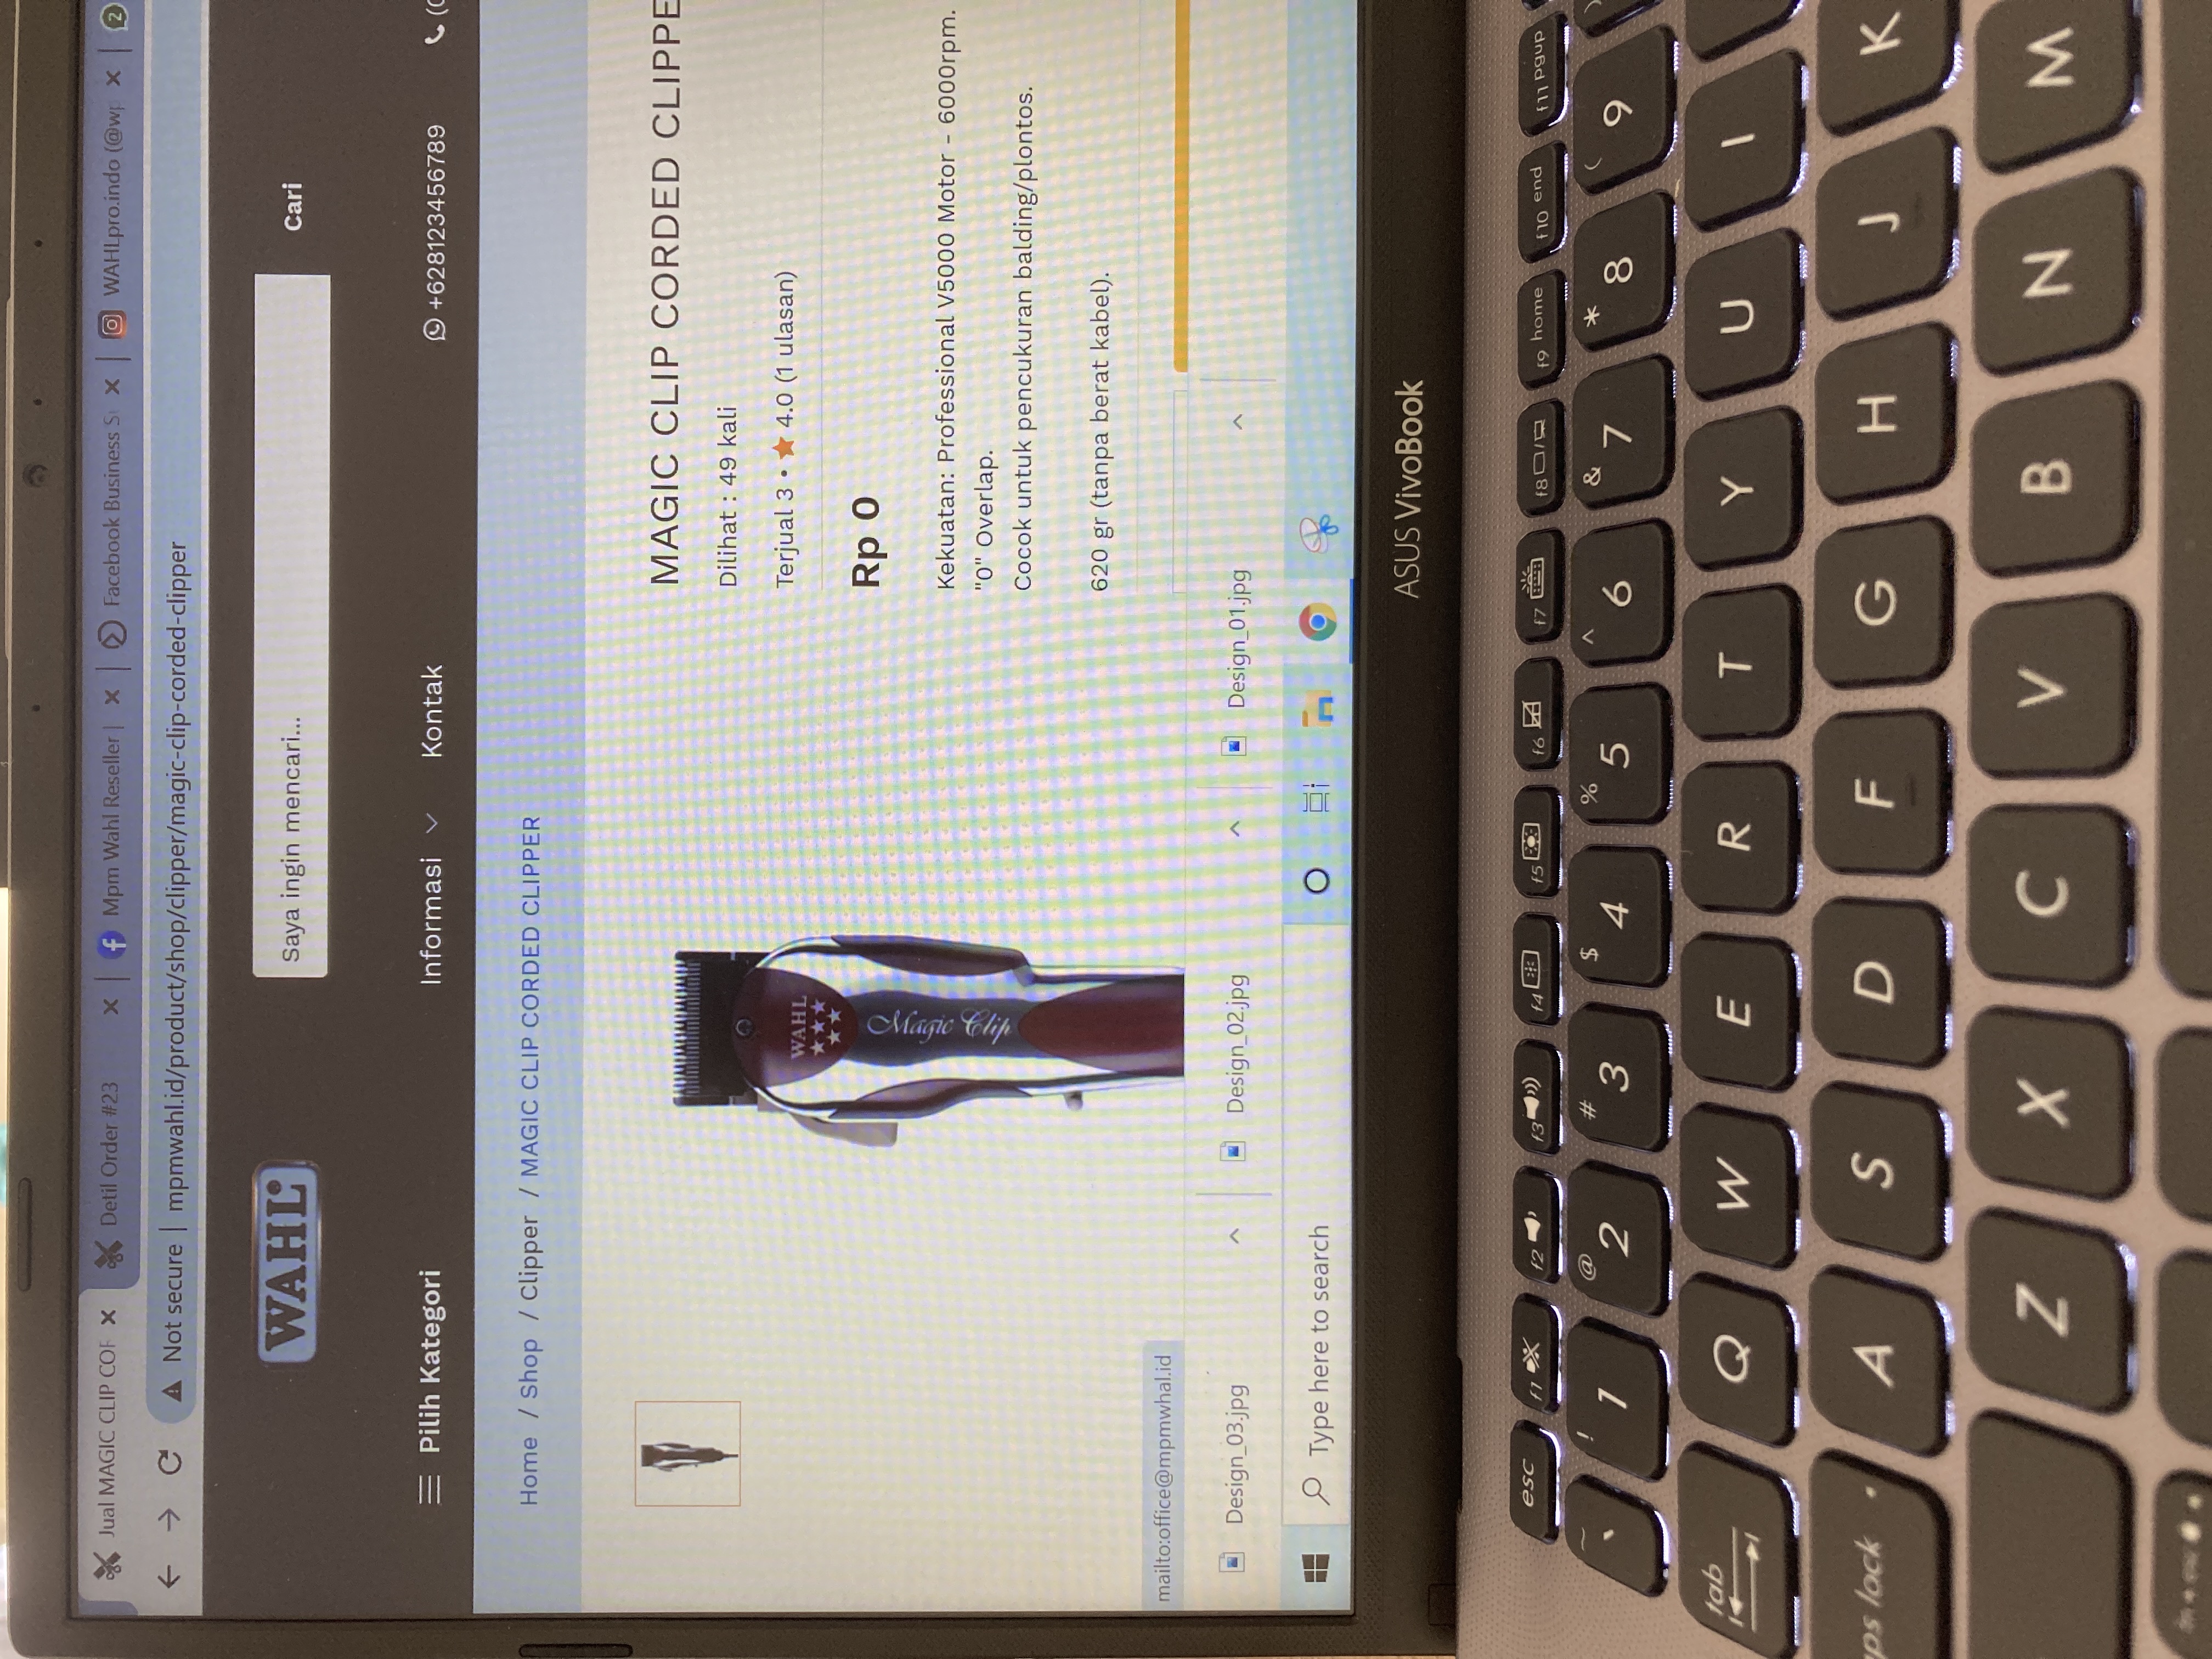 Jual MAGIC CLIP COR
Detil Order #23
Mpm Wahl Reseller |
Facebook Business S
WAHLpro.indo (@wp
2
Not secure | mpmwahl.id/product/shop/clipper/magic-clip-corded-clipper
WAHL
Saya ingin mencari...
Cari
Pilih Kategori
Informasi
Kontak
+628123456789
(0
Home / Shop / Clipper / MAGIC CLIP CORDED CLIPPER
MAGIC CLIP CORDED CLIPPE
Dilihat : 49 kali
Terjual 3 • ★ 4.0 (1 ulasan)
Rp 0
Kekuatan: Professional V5000 Motor - 6000rpm.
"0" Overlap.
Cocok untuk pencukuran balding/plontos.
620 gr (tanpa berat kabel).
WAHL
Magic Clip
mailto:office@mpmwhal.id
Design_03.jpg
Design_02.jpg
Design_01.jpg
Type here to search
ASUS VivoBook
esc f1 f2 f3 f4 f5 f6 f7 f8 f9 home f10 end f11 pgup
~ ` ! 1 @ 2 # 3 $ 4 % 5 ^ 6 & 7 * 8 ( 9 )
tab Q W E R T Y U I
ps lock A S D F G H J K
Z X C V B N M